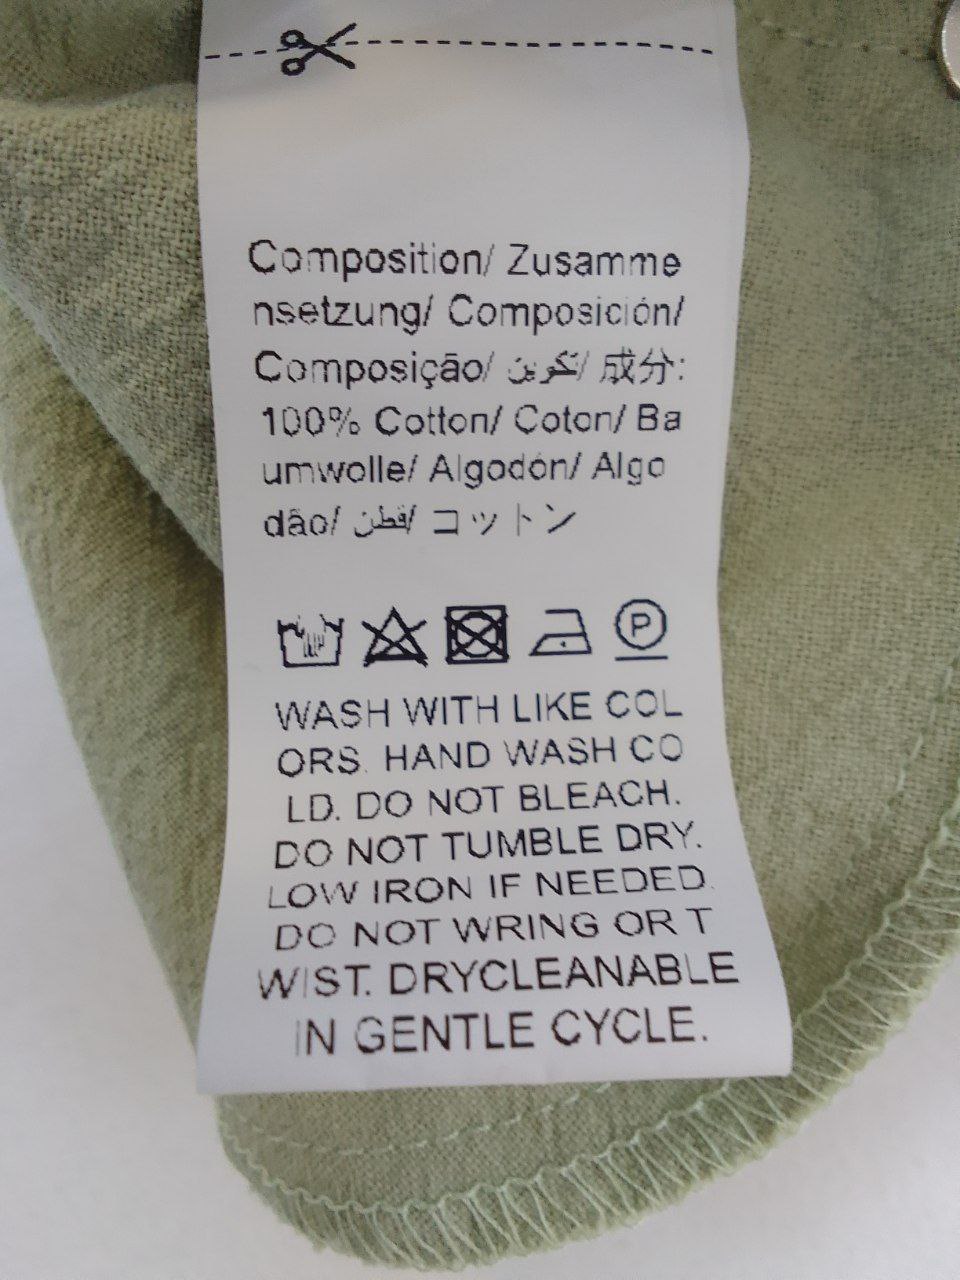 Composition/ Zusamme
nsetzung/ Composición/
Composição/ تكوين/ 成分:
100% Cotton/ Coton/ Ba
umwolle/ Algodón/ Algo
dão/ قطن/ コットン
P
WASH WITH LIKE COL
ORS. HAND WASH CO
LD. DO NOT BLEACH.
DO NOT TUMBLE DRY.
LOW IRON IF NEEDED.
DO NOT WRING OR T
WIST. DRYCLEANABLE
IN GENTLE CYCLE.